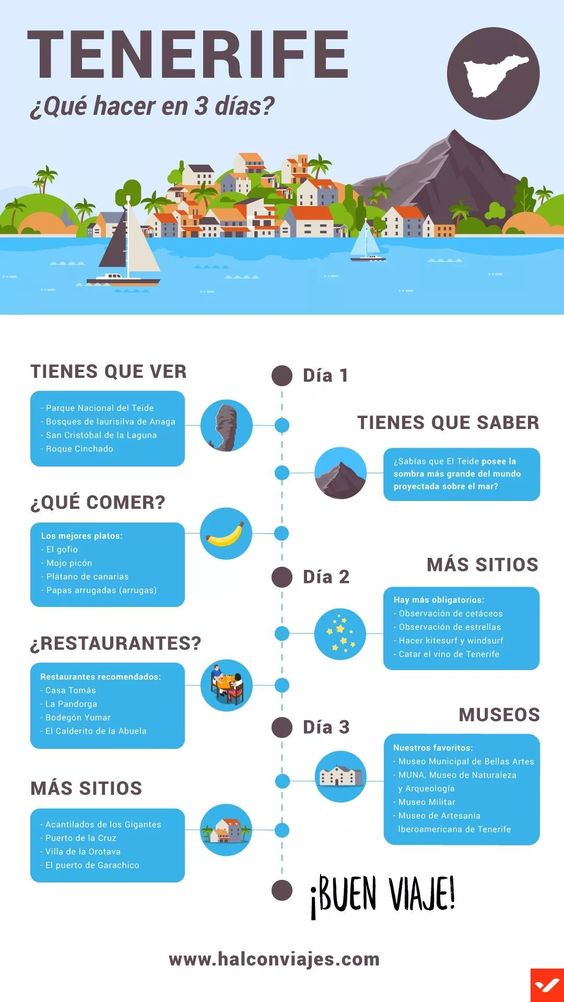 TENERIFE
¿Qué hacer en 3 días?
TIENES QUE VER
- Parque Nacional del Teide
- Bosques de laurisilva de Anaga
- San Cristóbal de la Laguna
- Roque Cinchado
Día 1
TIENES QUE SABER
¿Sabías que El Teide posee la
sombra más grande del mundo
proyectada sobre el mar?
¿QUÉ COMER?
Los mejores platos:
- El gofio
- Mojo picón
- Plátano de canarias
- Papas arrugadas (arrugas)
Día 2
MÁS SITIOS
Hay más obligatorios:
- Observación de cetáceos
- Observación de estrellas
- Hacer kitesurf y windsurf
- Catar el vino de Tenerife
¿RESTAURANTES?
Restaurantes recomendados:
- Casa Tomás
- La Pandorga
- Bodegón Yumar
- El Calderito de la Abuela
Día 3
MUSEOS
Nuestros favoritos:
- Museo Municipal de Bellas Artes
- MUNA, Museo de Naturaleza
y Arqueología
- Museo Militar
- Museo de Artesanía
Iberoamericana de Tenerife
MÁS SITIOS
- Acantilados de los Gigantes
- Puerto de la Cruz
- Villa de la Orotava
- El puerto de Garachico
¡BUEN VIAJE!
www.halconviajes.com